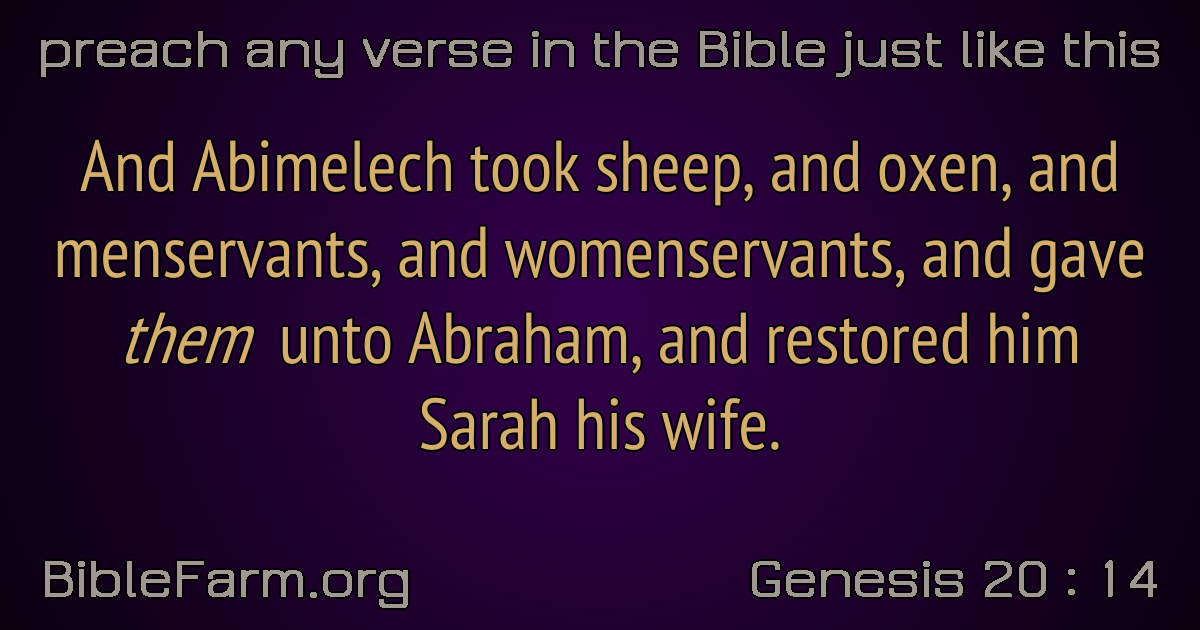 preach any verse in the Bible just like this
And Abimelech took sheep, and oxen, and
menservants, and womenservants, and gave
them unto Abraham, and restored him
Sarah his wife.
BibleFarm.org
Genesis 20 : 14